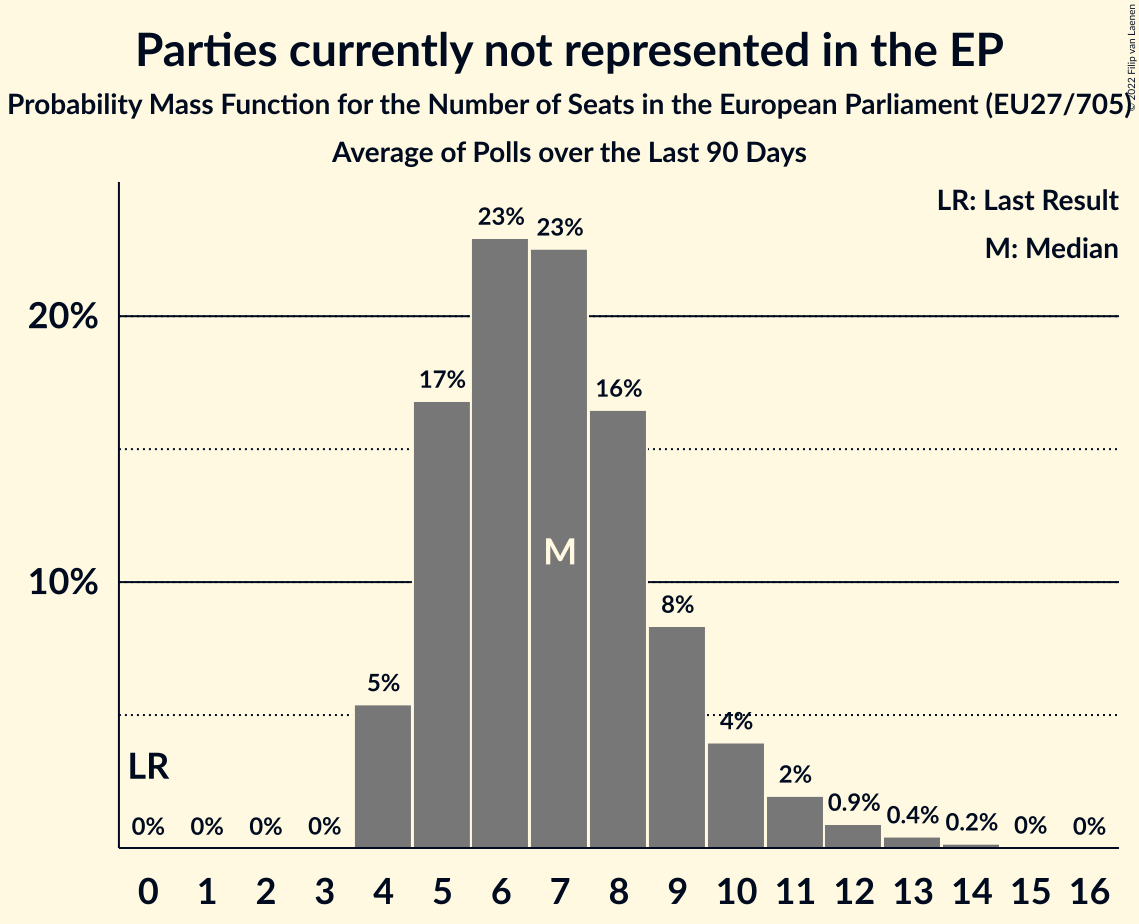 Parties currently not represented in the EP
Probability Mass Function for the Number of Seats in the European Parliament (EU27/705)
Average of Polls over the Last 90 Days
© 2022 Filip van Laenen
LR: Last Result
M: Median
23%
23%
20%
17%
16%
M
10%
8%
5%
4%
LR
2%
0.9%
0.4%
0.2%
0%
0%
0%
0%
0%
0%
0 1 2 3 4 5 6 7 8 9 10 11 12 13 14 15 16